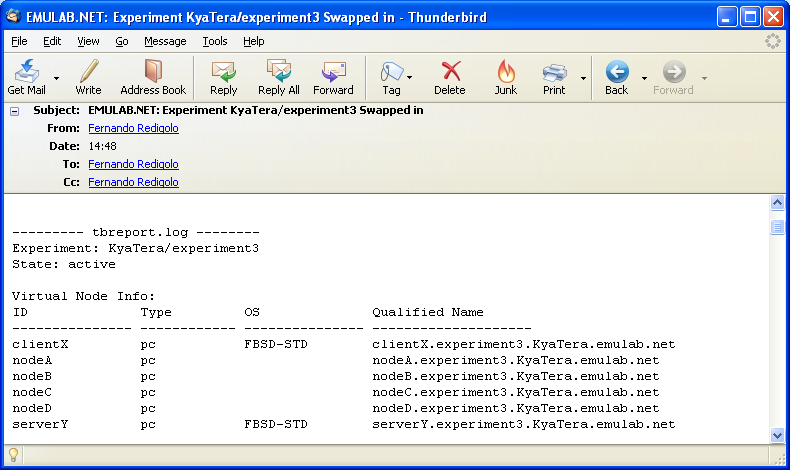 EMULAB.NET: Experiment KyaTera/experiment3 Swapped in - Thunderbird
File Edit View Go Message Tools Help
Get Mail Write Address Book Reply Reply All Forward Tag Delete Junk Print Back Forward
Subject: EMULAB.NET: Experiment KyaTera/experiment3 Swapped in
From: Fernando Redigolo
Date: 14:48
To: Fernando Redigolo
Cc: Fernando Redigolo
--------- tbreport.log --------
Experiment: KyaTera/experiment3
State: active
Virtual Node Info:
ID Type OS Qualified Name
--------------- ------------ --------------- --------------------
clientX pc FBSD-STD clientX.experiment3.KyaTera.emulab.net
nodeA pc nodeA.experiment3.KyaTera.emulab.net
nodeB pc nodeB.experiment3.KyaTera.emulab.net
nodeC pc nodeC.experiment3.KyaTera.emulab.net
nodeD pc nodeD.experiment3.KyaTera.emulab.net
serverY pc FBSD-STD serverY.experiment3.KyaTera.emulab.net